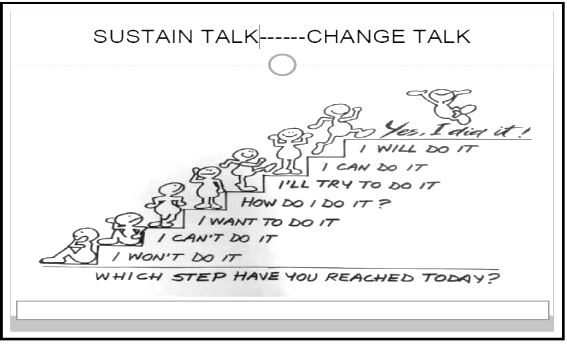 SUSTAIN TALK------CHANGE TALK
Yes, I did it!
I WILL DO IT
I CAN DO IT
I'LL TRY TO DO IT
HOW DO I DO IT?
I WANT TO DO IT
I CAN'T DO IT
I WON'T DO IT
WHICH STEP HAVE YOU REACHED TODAY?